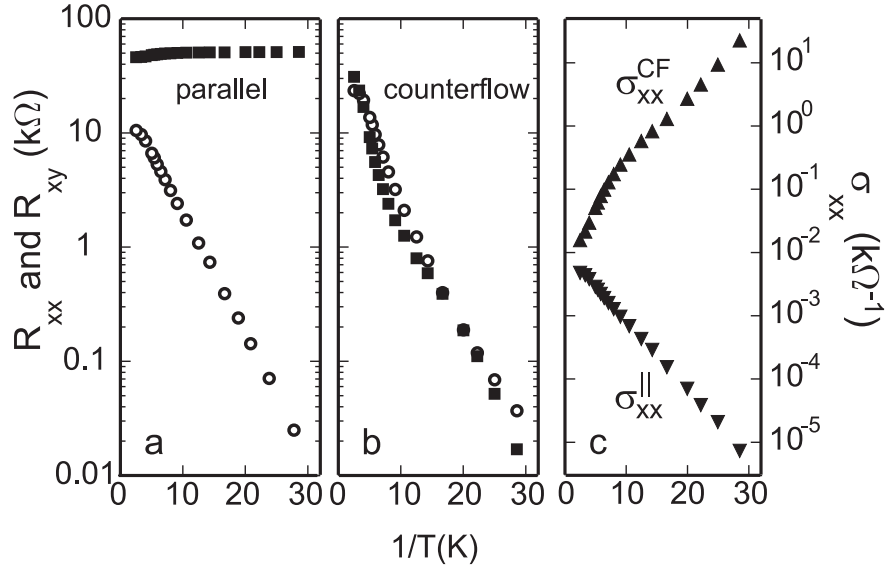 R_xx and R_xy (kΩ)
100
10
1
0.1
0.01
parallel
a
0 10 20 30
counterflow
b
0 10 20 30
σ_xx^CF
σ_xx^||
c
0 10 20 30
10^1
10^0
10^-1
10^-2
10^-3
10^-4
10^-5
σ_xx (kΩ^-1)
1/T(K)